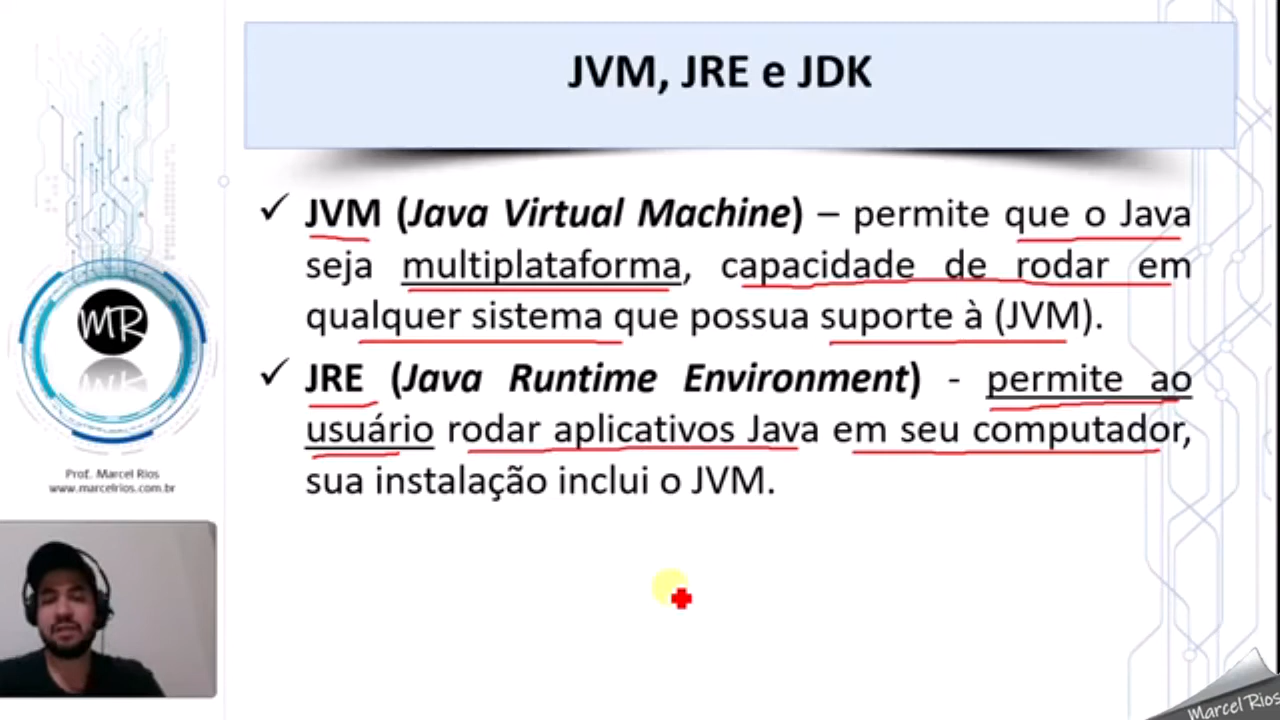 JVM, JRE e JDK
✓ JVM (Java Virtual Machine) – permite que o Java
seja multiplataforma, capacidade de rodar em
qualquer sistema que possua suporte à (JVM).
✓ JRE (Java Runtime Environment) - permite ao
usuário rodar aplicativos Java em seu computador,
sua instalação inclui o JVM.
MR
Prof. Marcel Rios
www.marcelrios.com.br
Marcel Rios